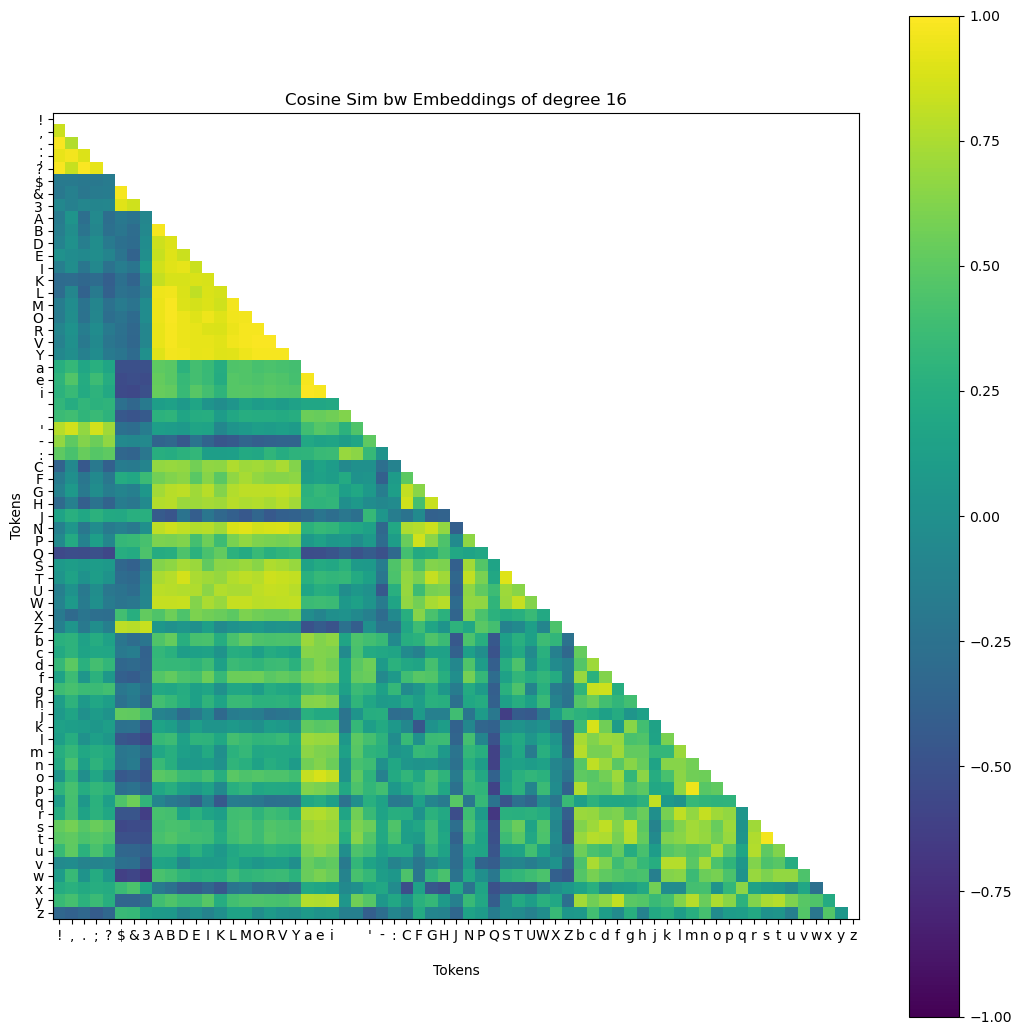 Cosine Sim bw Embeddings of degree 16
Tokens
!
,
.
;
?
$
&
3
A
B
D
E
I
K
L
M
O
R
V
Y
a
e
i
'
-
:
C
F
G
H
J
N
P
Q
S
T
U
W
X
Z
b
c
d
f
g
h
j
k
l
m
n
o
p
q
r
s
t
u
v
w
x
y
z
! , . ; ? $ & 3 A B D E I K L M O R V Y a e i ' - : C F G H J N P Q S T U W X Z b c d f g h j k l m n o p q r s t u v w x y z
Tokens
1.00
0.75
0.50
0.25
0.00
−0.25
−0.50
−0.75
−1.00